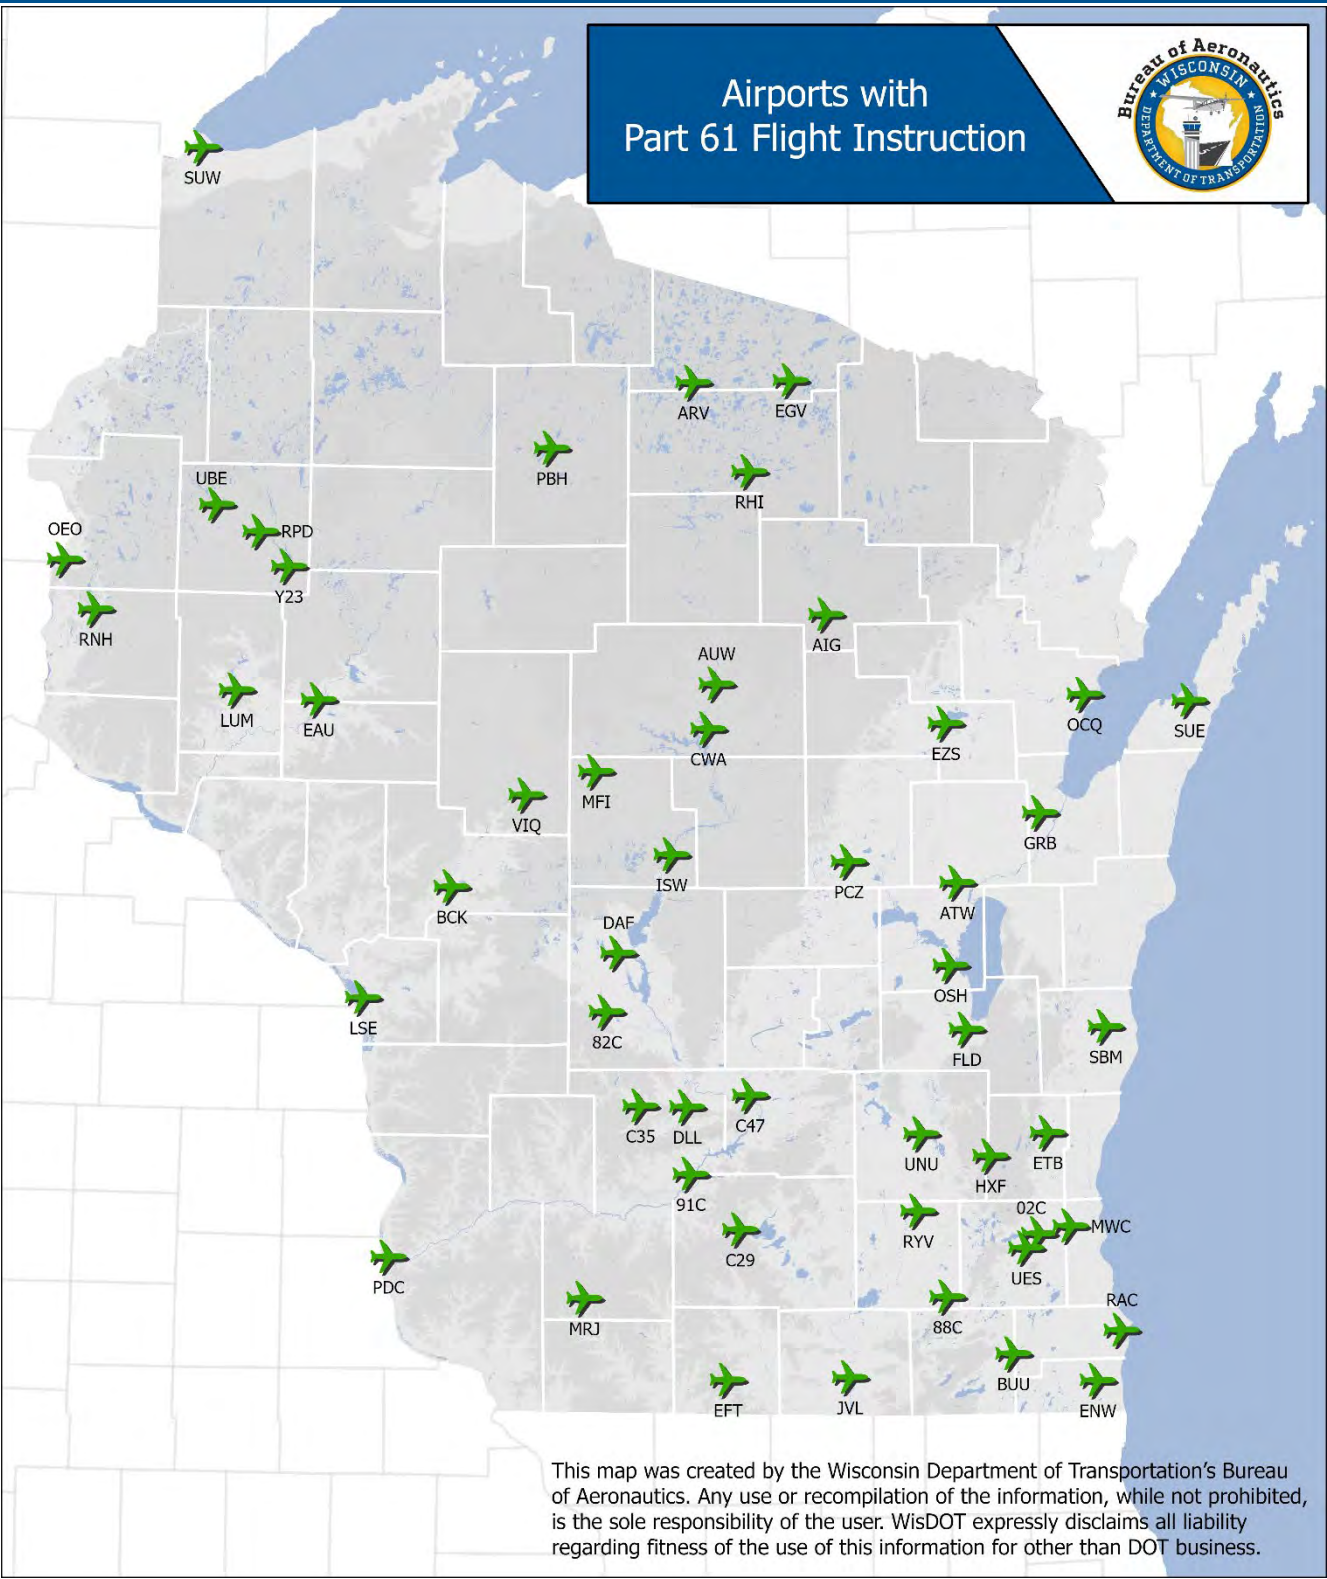 Airports with
Part 61 Flight Instruction
Bureau of Aeronautics
WISCONSIN
DEPARTMENT OF TRANSPORTATION
SUW
ARV
EGV
PBH
RHI
UBE
RPD
OEO
Y23
RNH
AIG
AUW
LUM
EAU
CWA
EZS
OCQ
SUE
MFI
VIQ
GRB
ISW
PCZ
ATW
BCK
DAF
OSH
LSE
82C
FLD
SBM
C35
DLL
C47
UNU
HXF
ETB
91C
02C
MWC
RYV
C29
UES
PDC
MRJ
88C
RAC
BUU
EFT
JVL
ENW
This map was created by the Wisconsin Department of Transportation's Bureau
of Aeronautics. Any use or recompilation of the information, while not prohibited,
is the sole responsibility of the user. WisDOT expressly disclaims all liability
regarding fitness of the use of this information for other than DOT business.